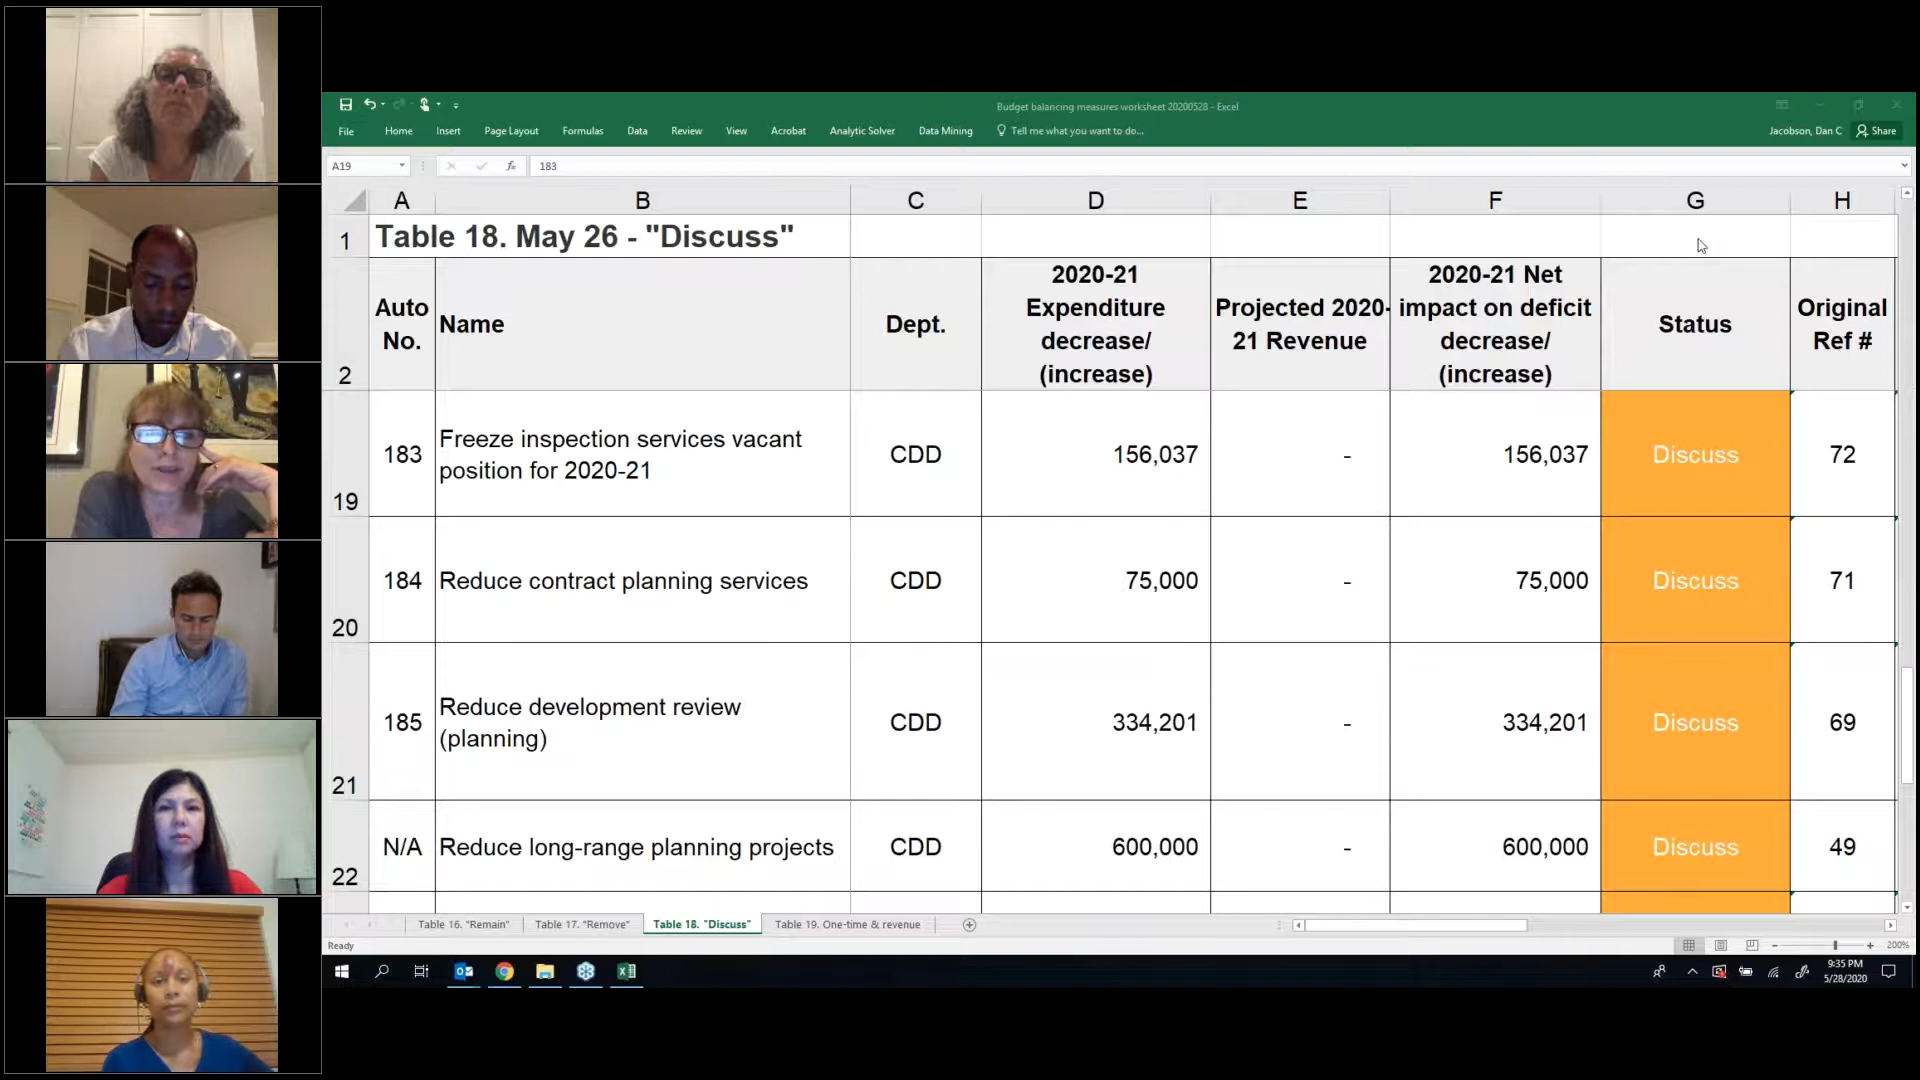 Budget balancing measures worksheet 20200528 - Excel
File Home Insert Page Layout Formulas Data Review View Acrobat Analytic Solver Data Mining Tell me what you want to do... Jacobson, Dan C Share
A19 fx 183
A B C D E F G H
1 Table 18. May 26 - "Discuss"
2
Auto
No.
Name
Dept.
2020-21
Expenditure
decrease/
(increase)
Projected 2020-
21 Revenue
2020-21 Net
impact on deficit
decrease/
(increase)
Status
Original
Ref #
19
183
Freeze inspection services vacant
position for 2020-21
CDD 156,037 - 156,037 Discuss 72
20
184 Reduce contract planning services CDD 75,000 - 75,000 Discuss 71
21
185
Reduce development review
(planning)
CDD 334,201 - 334,201 Discuss 69
22
N/A Reduce long-range planning projects CDD 600,000 - 600,000 Discuss 49
Table 16. "Remain" Table 17. "Remove" Table 18. "Discuss" Table 19. One-time & revenue
Ready 200%
9:35 PM
5/28/2020